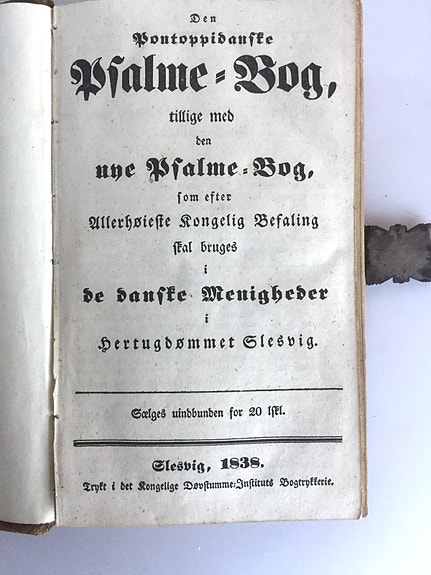 Den
Pontoppidanske
Psalme-Bog,
tillige med
den
nye Psalme-Bog,
som efter
Allerhøieste Kongelig Befaling
skal bruges
i
de danske Menigheder
i
Hertugdømmet Slesvig.
Sælges uindbunden for 20 lskl.
Slesvig, 1838.
Trykt i det Kongelige Døvstumme-Instituts Bogtrykkerie.